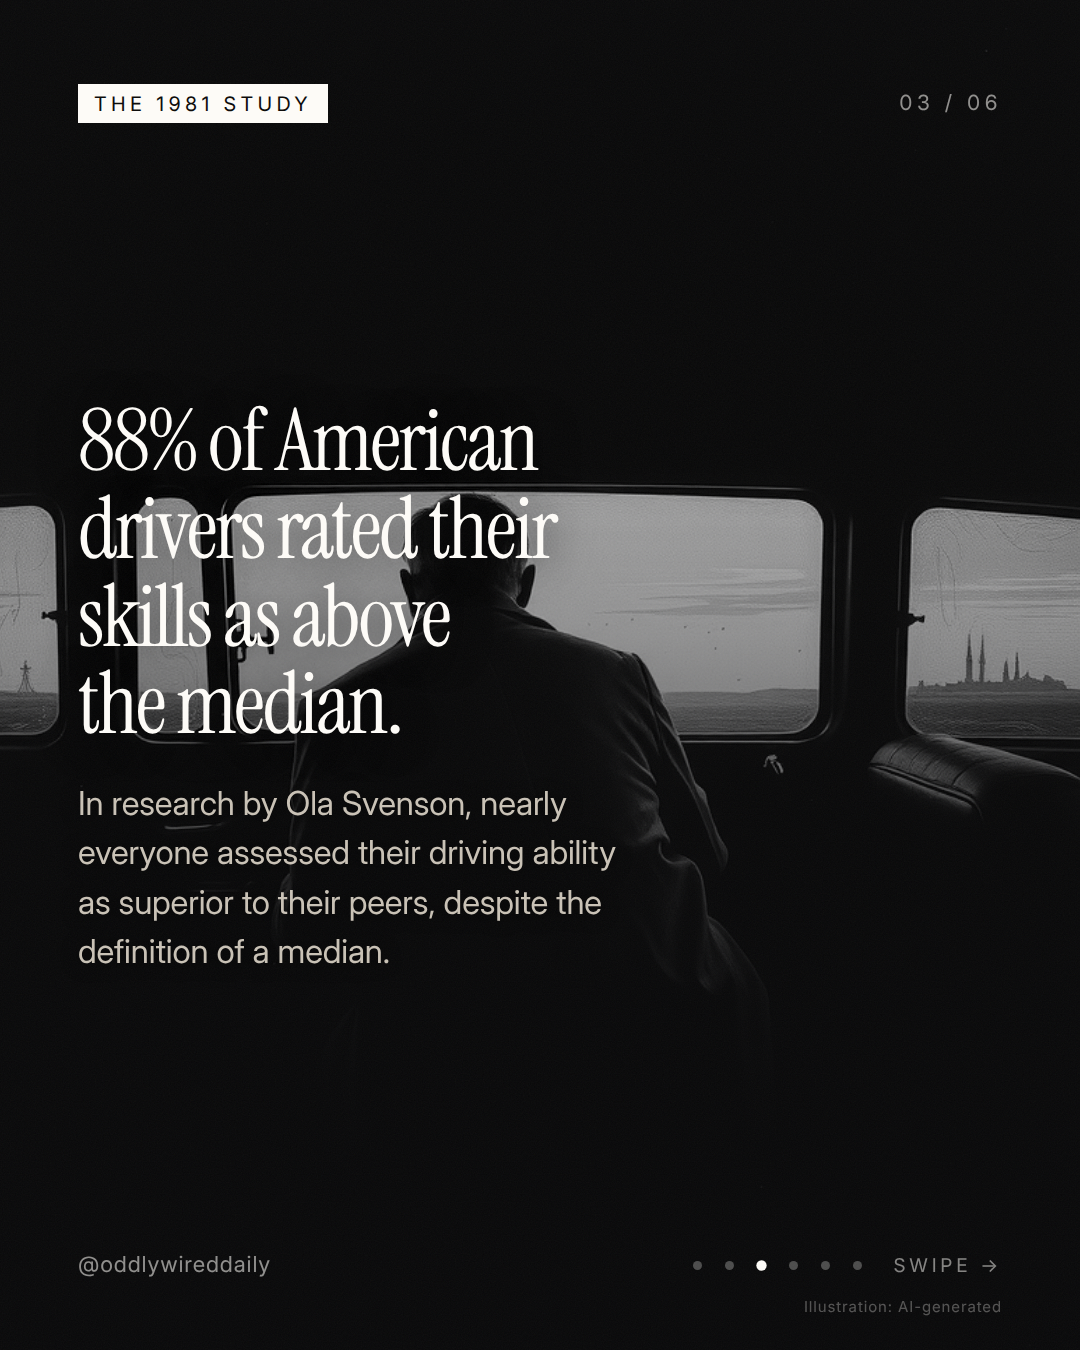 THE 1981 STUDY
03 / 06
88% of American
drivers rated their
skills as above
the median.
In research by Ola Svenson, nearly
everyone assessed their driving ability
as superior to their peers, despite the
definition of a median.
@oddlywireddaily
SWIPE →
Illustration: AI-generated